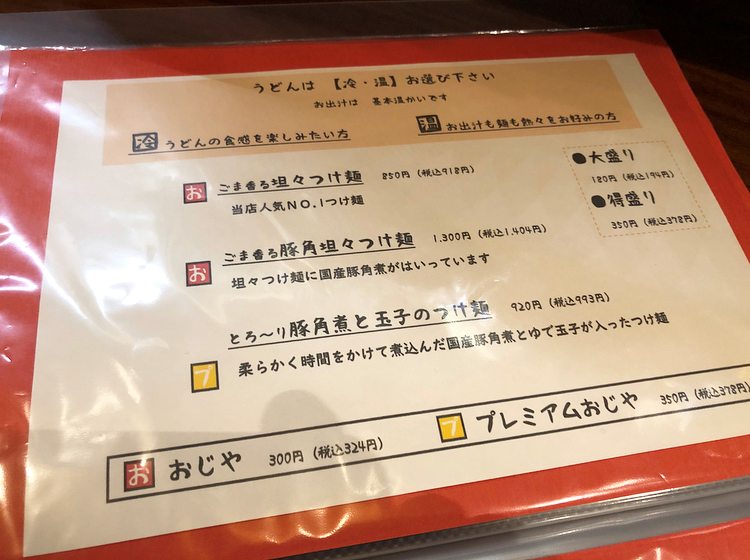 うどんは 【冷・温】お選び下さい
お出汁は 基本温かいです
冷 うどんの食感を楽しみたい方
温 お出汁も麺も熱々をお好みの方
お ごま香る坦々つけ麺 850円（税込918円）
当店人気NO.1つけ麺
●大盛り
180円（税込194円）
●得盛り
350円（税込378円）
お ごま香る豚角坦々つけ麺 1.300円（税込1,404円）
坦々つけ麺に国産豚角煮がはいっています
プ とろ〜り豚角煮と玉子のつけ麺 920円（税込993円）
柔らかく時間をかけて煮込んだ国産豚角煮とゆで玉子が入ったつけ麺
お おじや 300円（税込324円）
プ プレミアムおじや 350円（税込378円）